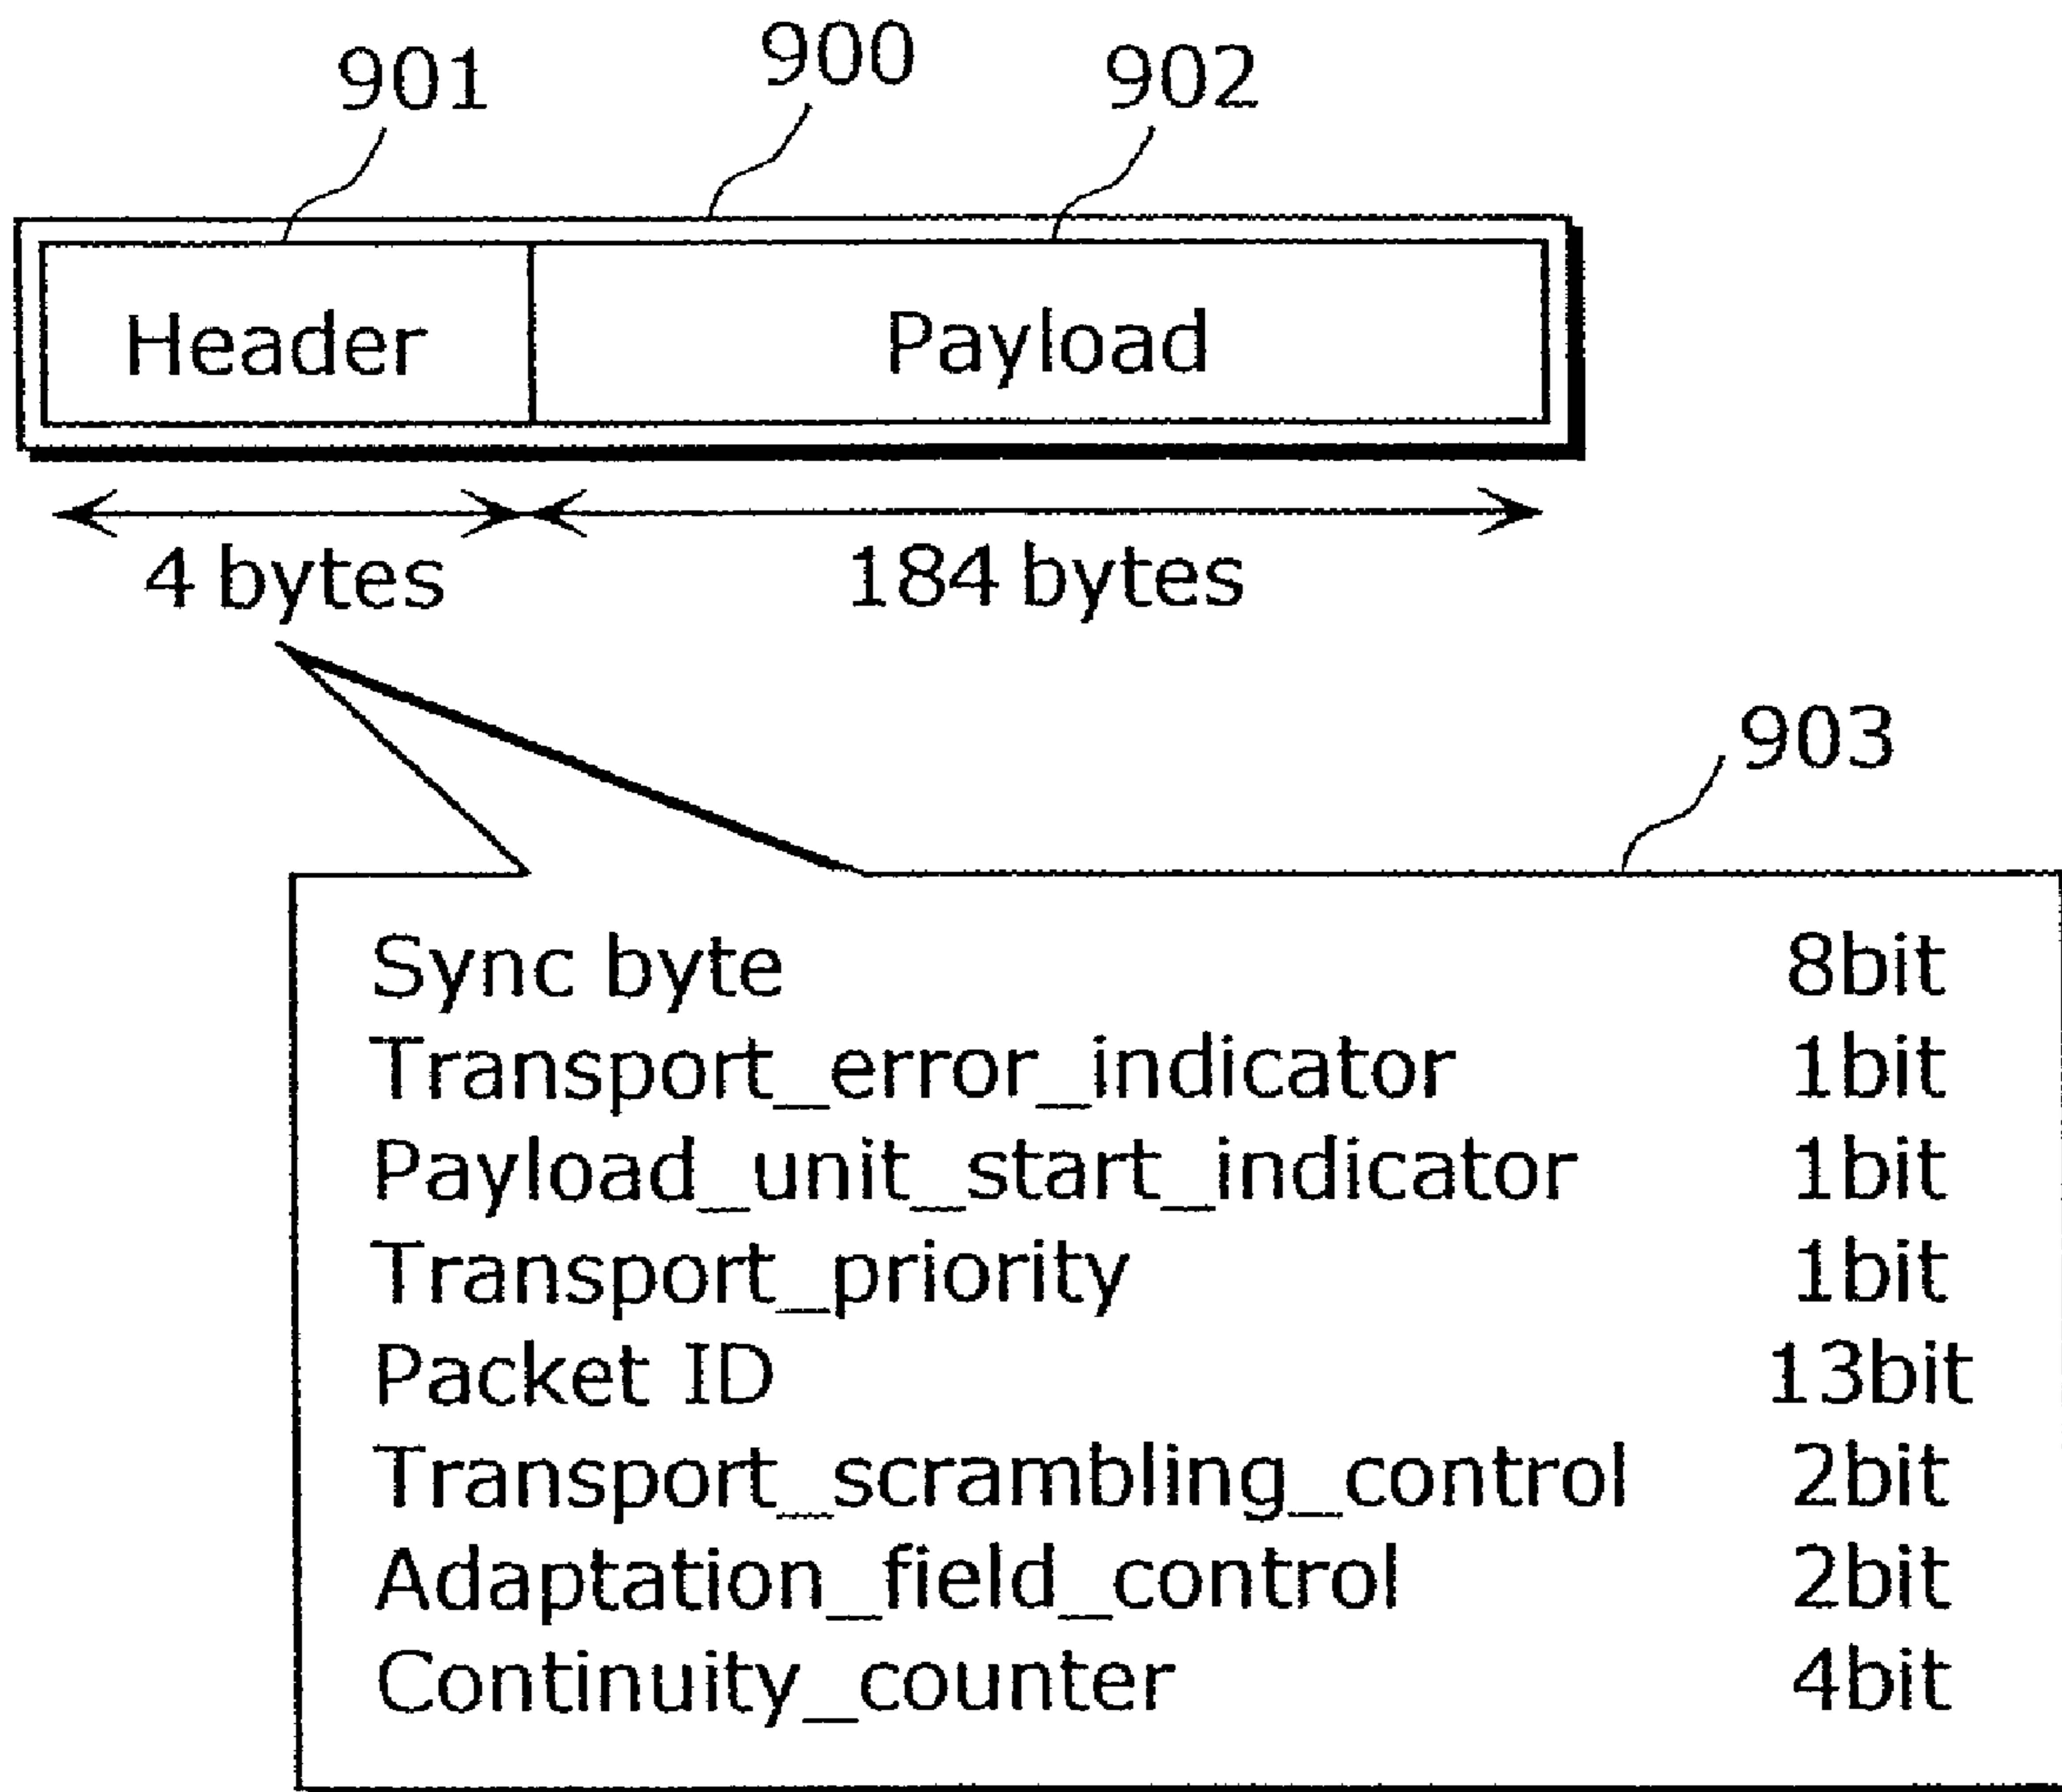 901 900 902
Header Payload
4 bytes 184 bytes
903
Sync byte 8bit
Transport_error_indicator 1bit
Payload_unit_start_indicator 1bit
Transport_priority 1bit
Packet ID 13bit
Transport_scrambling_control 2bit
Adaptation_field_control 2bit
Continuity_counter 4bit